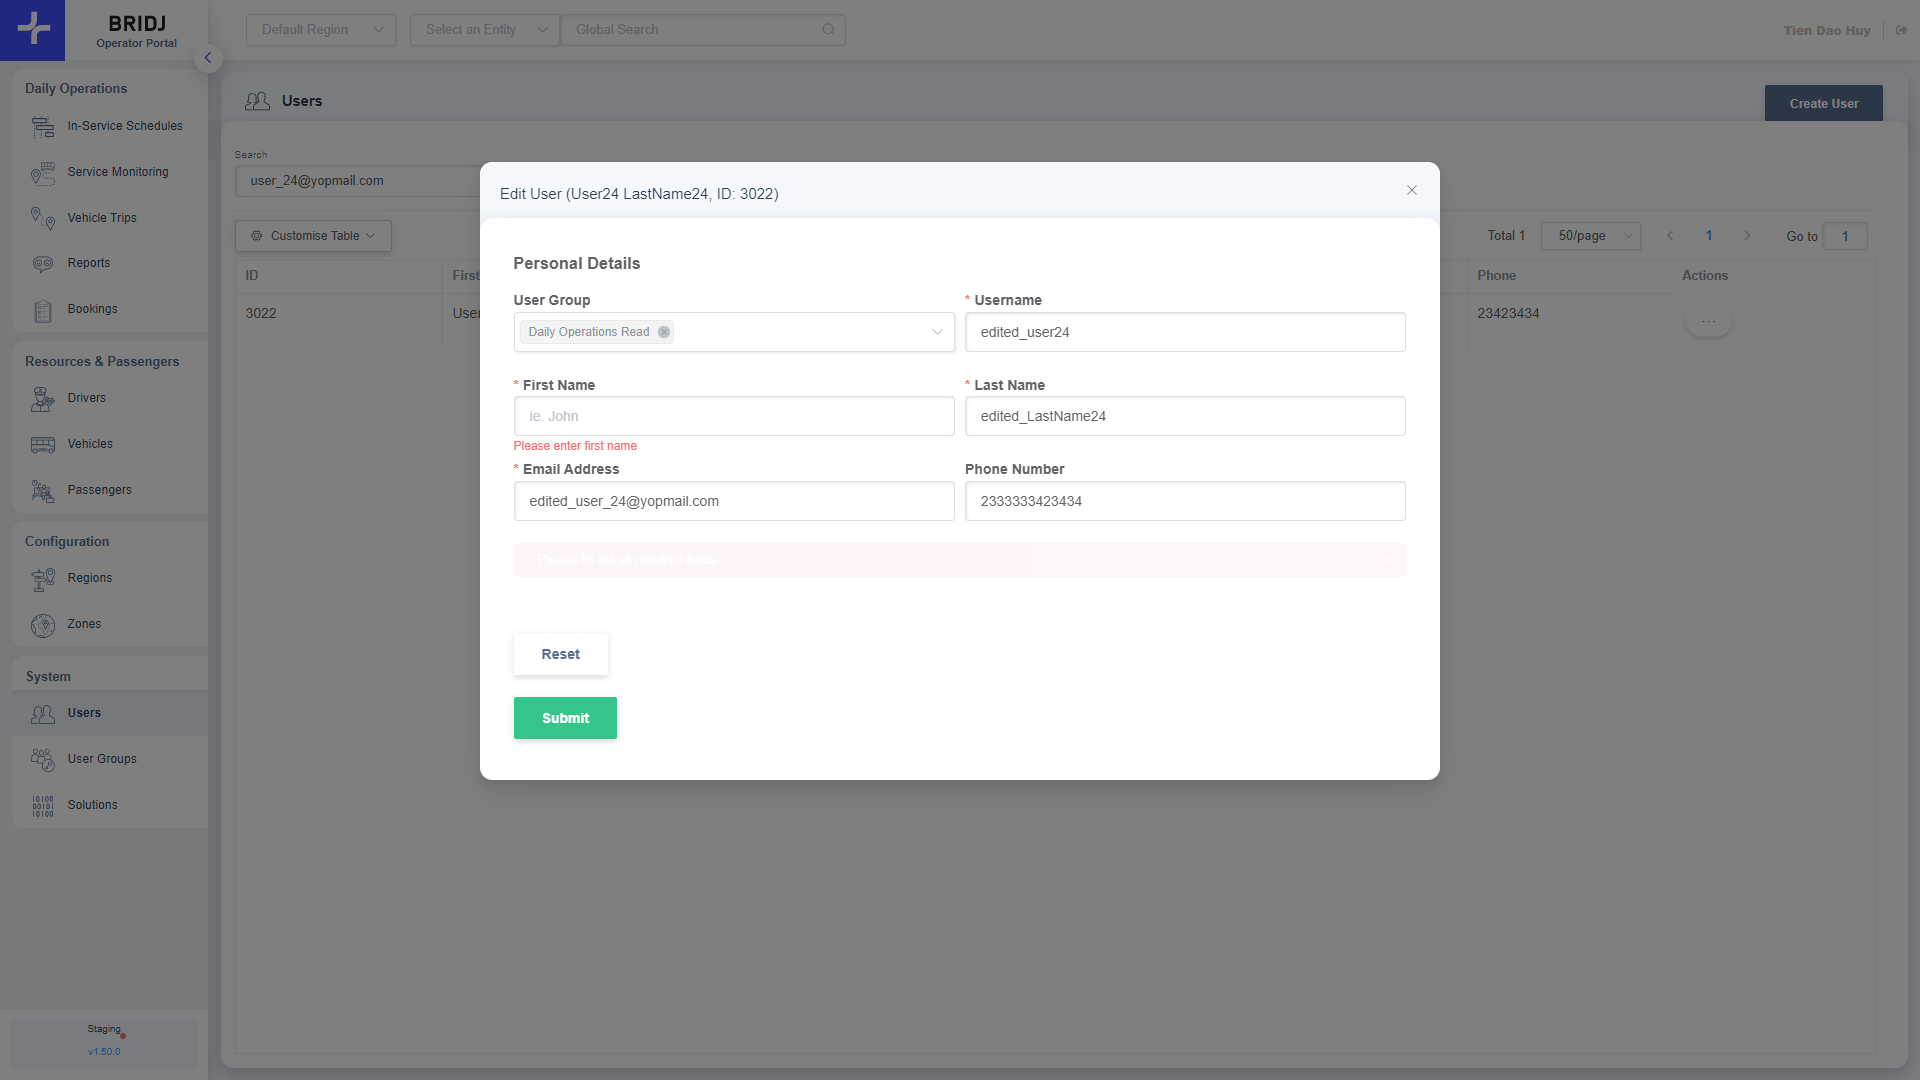 BRIDJ
Operator Portal
Default Region
Select an Entity
Global Search
Tien Dao Huy
Daily Operations
In-Service Schedules
Service Monitoring
Vehicle Trips
Reports
Bookings
Resources & Passengers
Drivers
Vehicles
Passengers
Configuration
Regions
Zones
System
Users
User Groups
Solutions
Staging
v1.50.0
Users
Create User
Search
user_24@yopmail.com
Customise Table
Total 1
50/page
1
Go to
1
ID
First
Phone
Actions
3022
User
23423434
...
Edit User (User24 LastName24, ID: 3022)
Personal Details
User Group
Daily Operations Read
* Username
edited_user24
* First Name
ie. John
Please enter first name
* Last Name
edited_LastName24
* Email Address
edited_user_24@yopmail.com
Phone Number
2333333423434
Please fill out all required fields
Reset
Submit